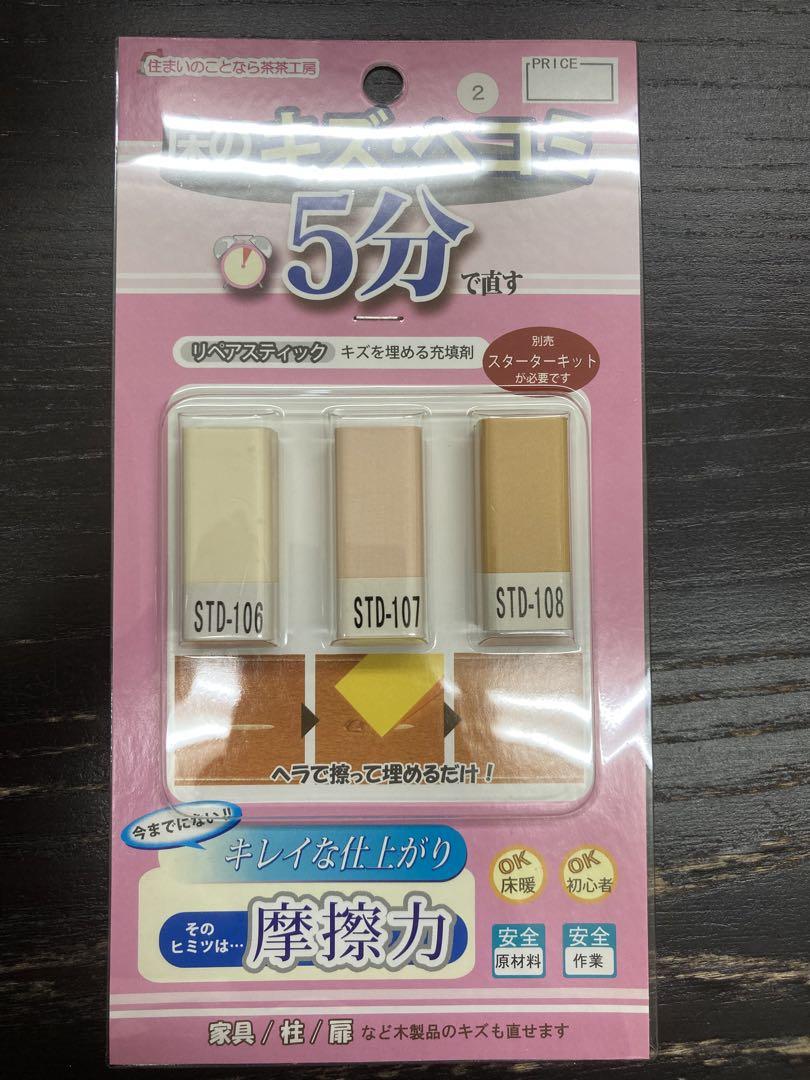 住まいのことなら茶茶工房
PRICE
2
床のキズ・ヘコミ
5分で直す
リペアスティック キズを埋める充填剤
別売
スターターキット
が必要です
STD-106
STD-107
STD-108
ヘラで擦って埋めるだけ!
今までにない!!
キレイな仕上がり
その
ヒミツは…
摩擦力
OK
床暖
OK
初心者
安全
原材料
安全
作業
家具/柱/扉 など木製品のキズも直せます